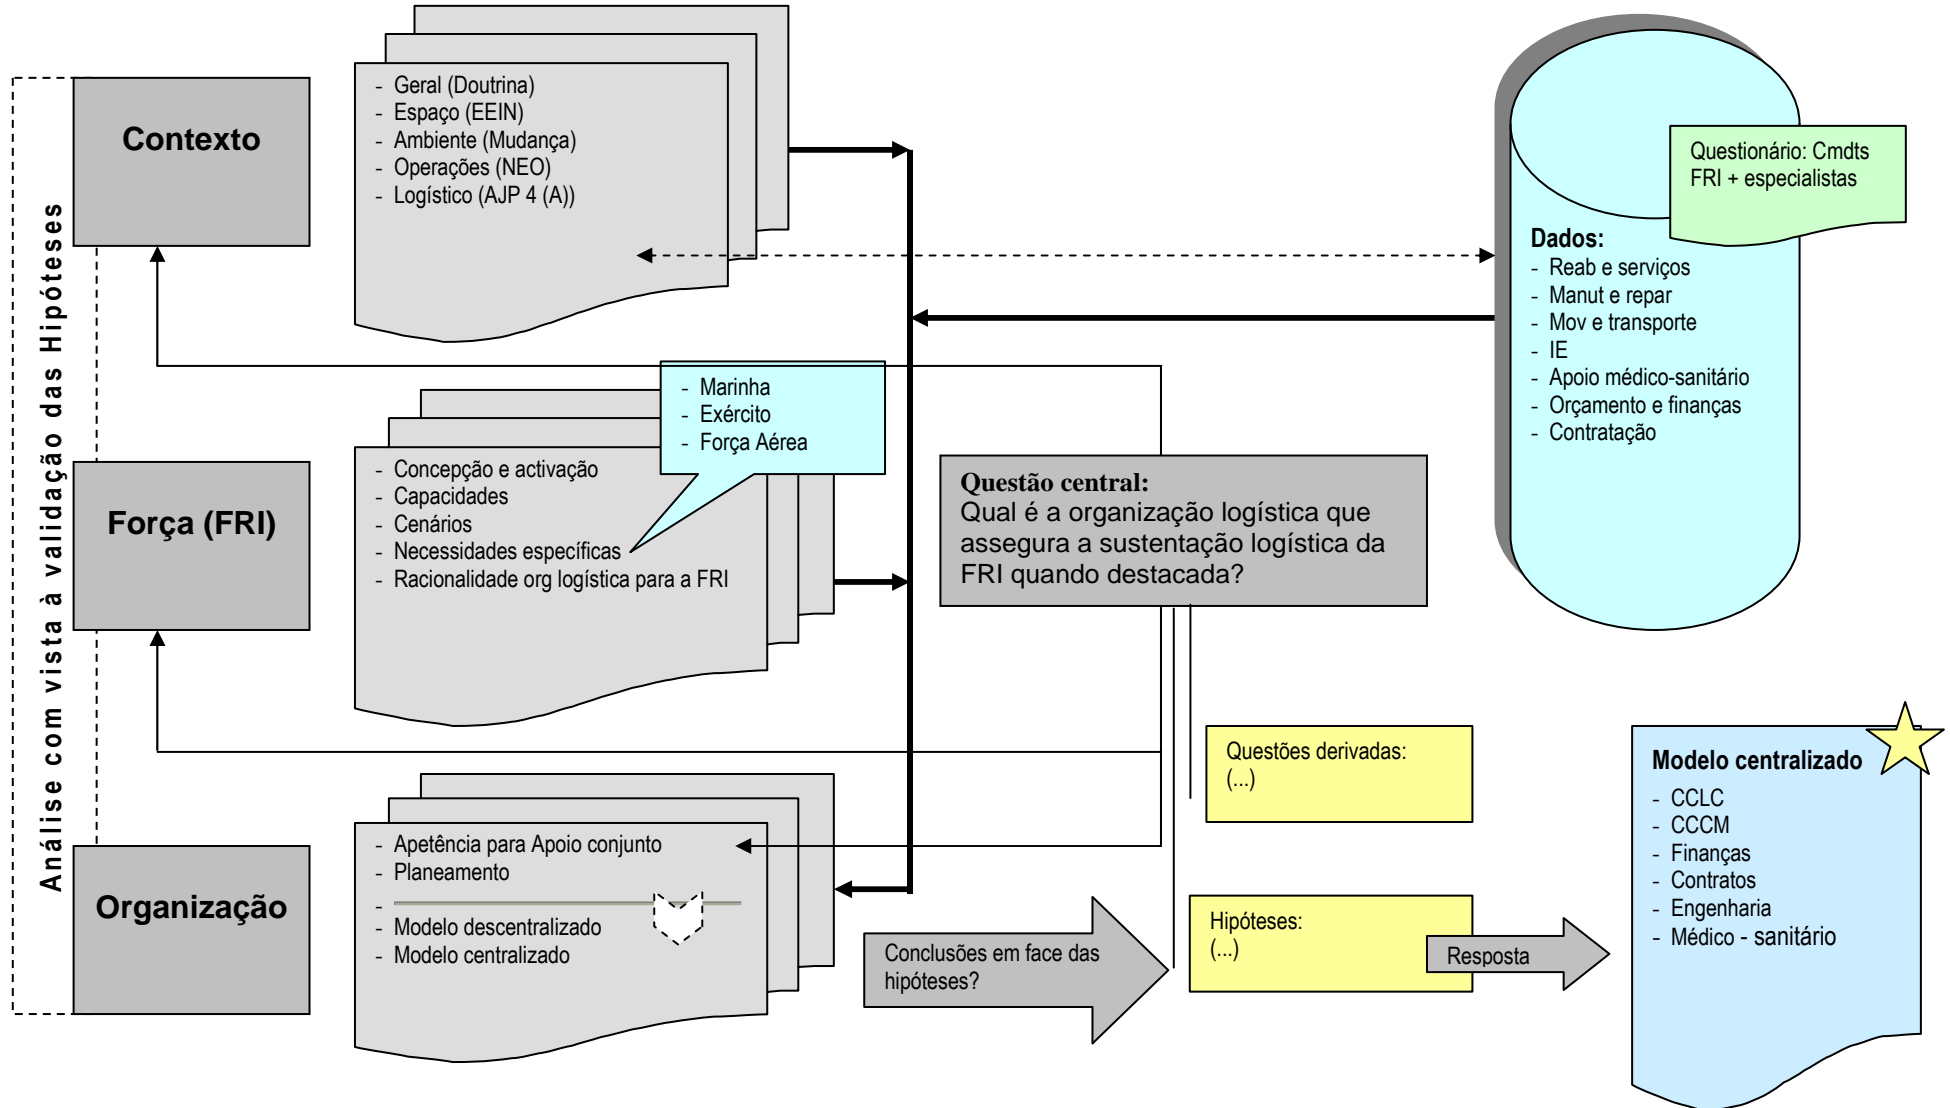 Análise com vista à validação das Hipóteses
Contexto
- Geral (Doutrina)
- Espaço (EEIN)
- Ambiente (Mudança)
- Operações (NEO)
- Logístico (AJP 4 (A))
Questionário: Cmdts
FRI + especialistas
Dados:
- Reab e serviços
- Manut e repar
- Mov e transporte
- IE
- Apoio médico-sanitário
- Orçamento e finanças
- Contratação
Força (FRI)
- Marinha
- Exército
- Força Aérea
- Concepção e activação
- Capacidades
- Cenários
- Necessidades específicas
- Racionalidade org logística para a FRI
Questão central:
Qual é a organização logística que
assegura a sustentação logística da
FRI quando destacada?
Organização
- Apetência para Apoio conjunto
- Planeamento
-
- Modelo descentralizado
- Modelo centralizado
Conclusões em face das
hipóteses?
Questões derivadas:
(...)
Hipóteses:
(...)
Resposta
Modelo centralizado
- CCLC
- CCCM
- Finanças
- Contratos
- Engenharia
- Médico - sanitário